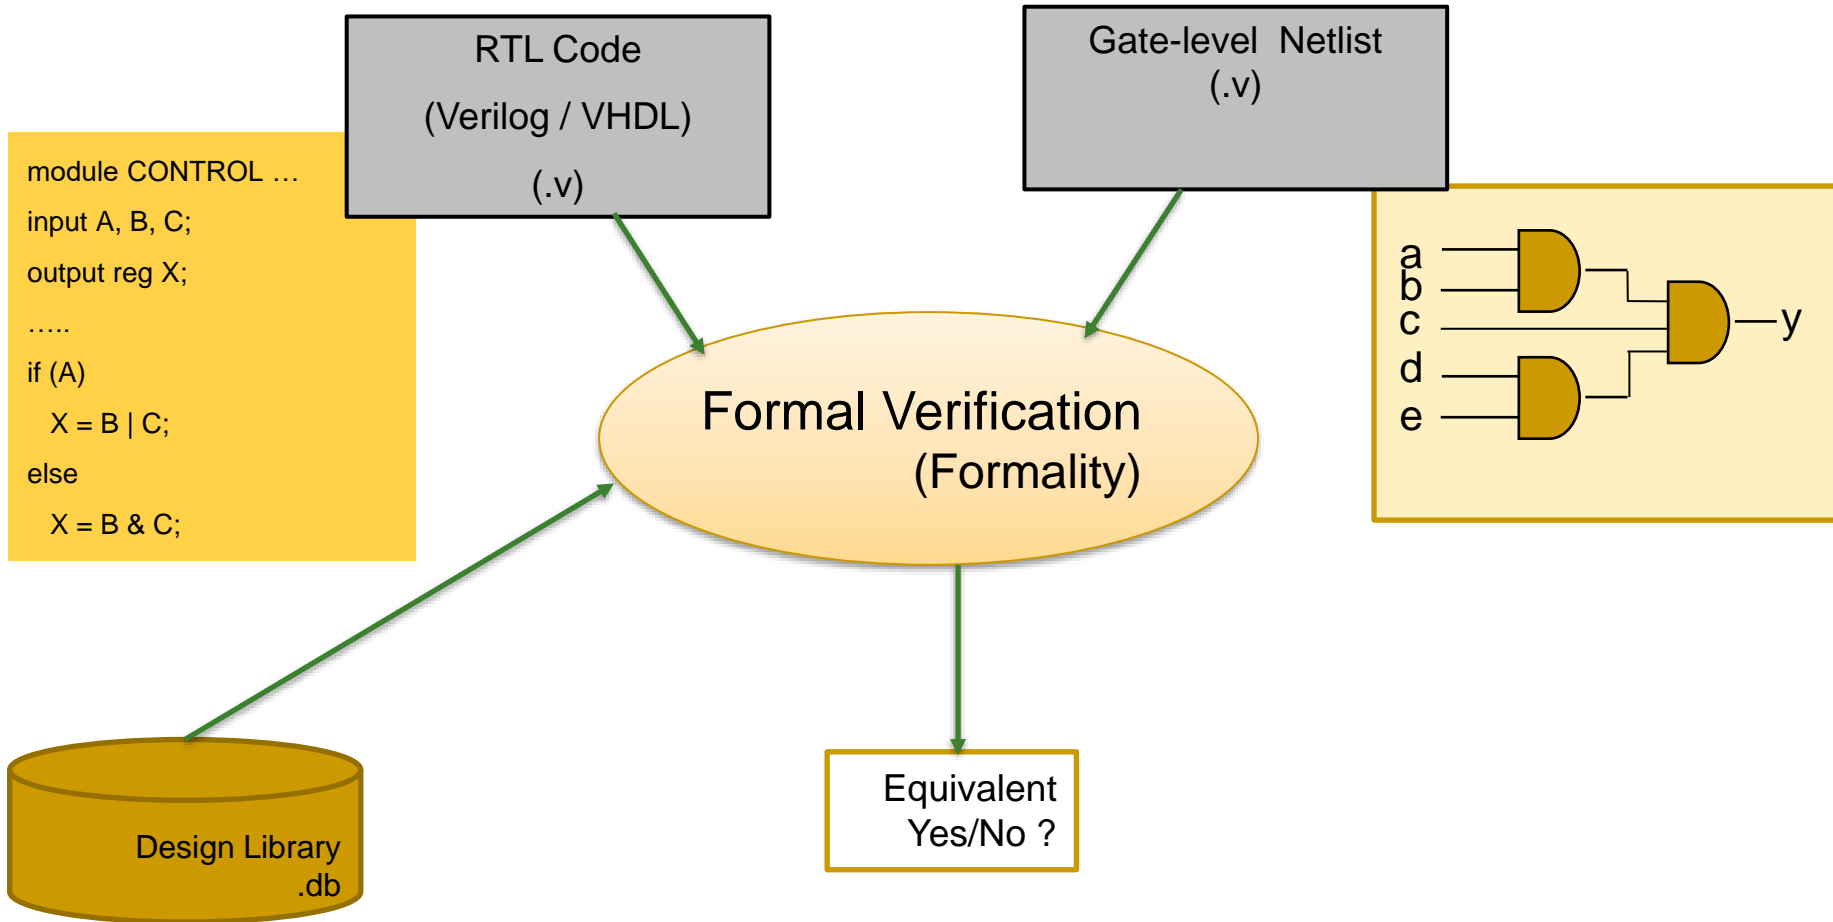 RTL Code
(Verilog / VHDL)
(.v)
Gate-level Netlist
(.v)
module CONTROL …
input A, B, C;
output reg X;
…..
if (A)
X = B | C;
else
X = B & C;
a
b
c
d
e
y
Formal Verification
(Formality)
Design Library
.db
Equivalent
Yes/No ?